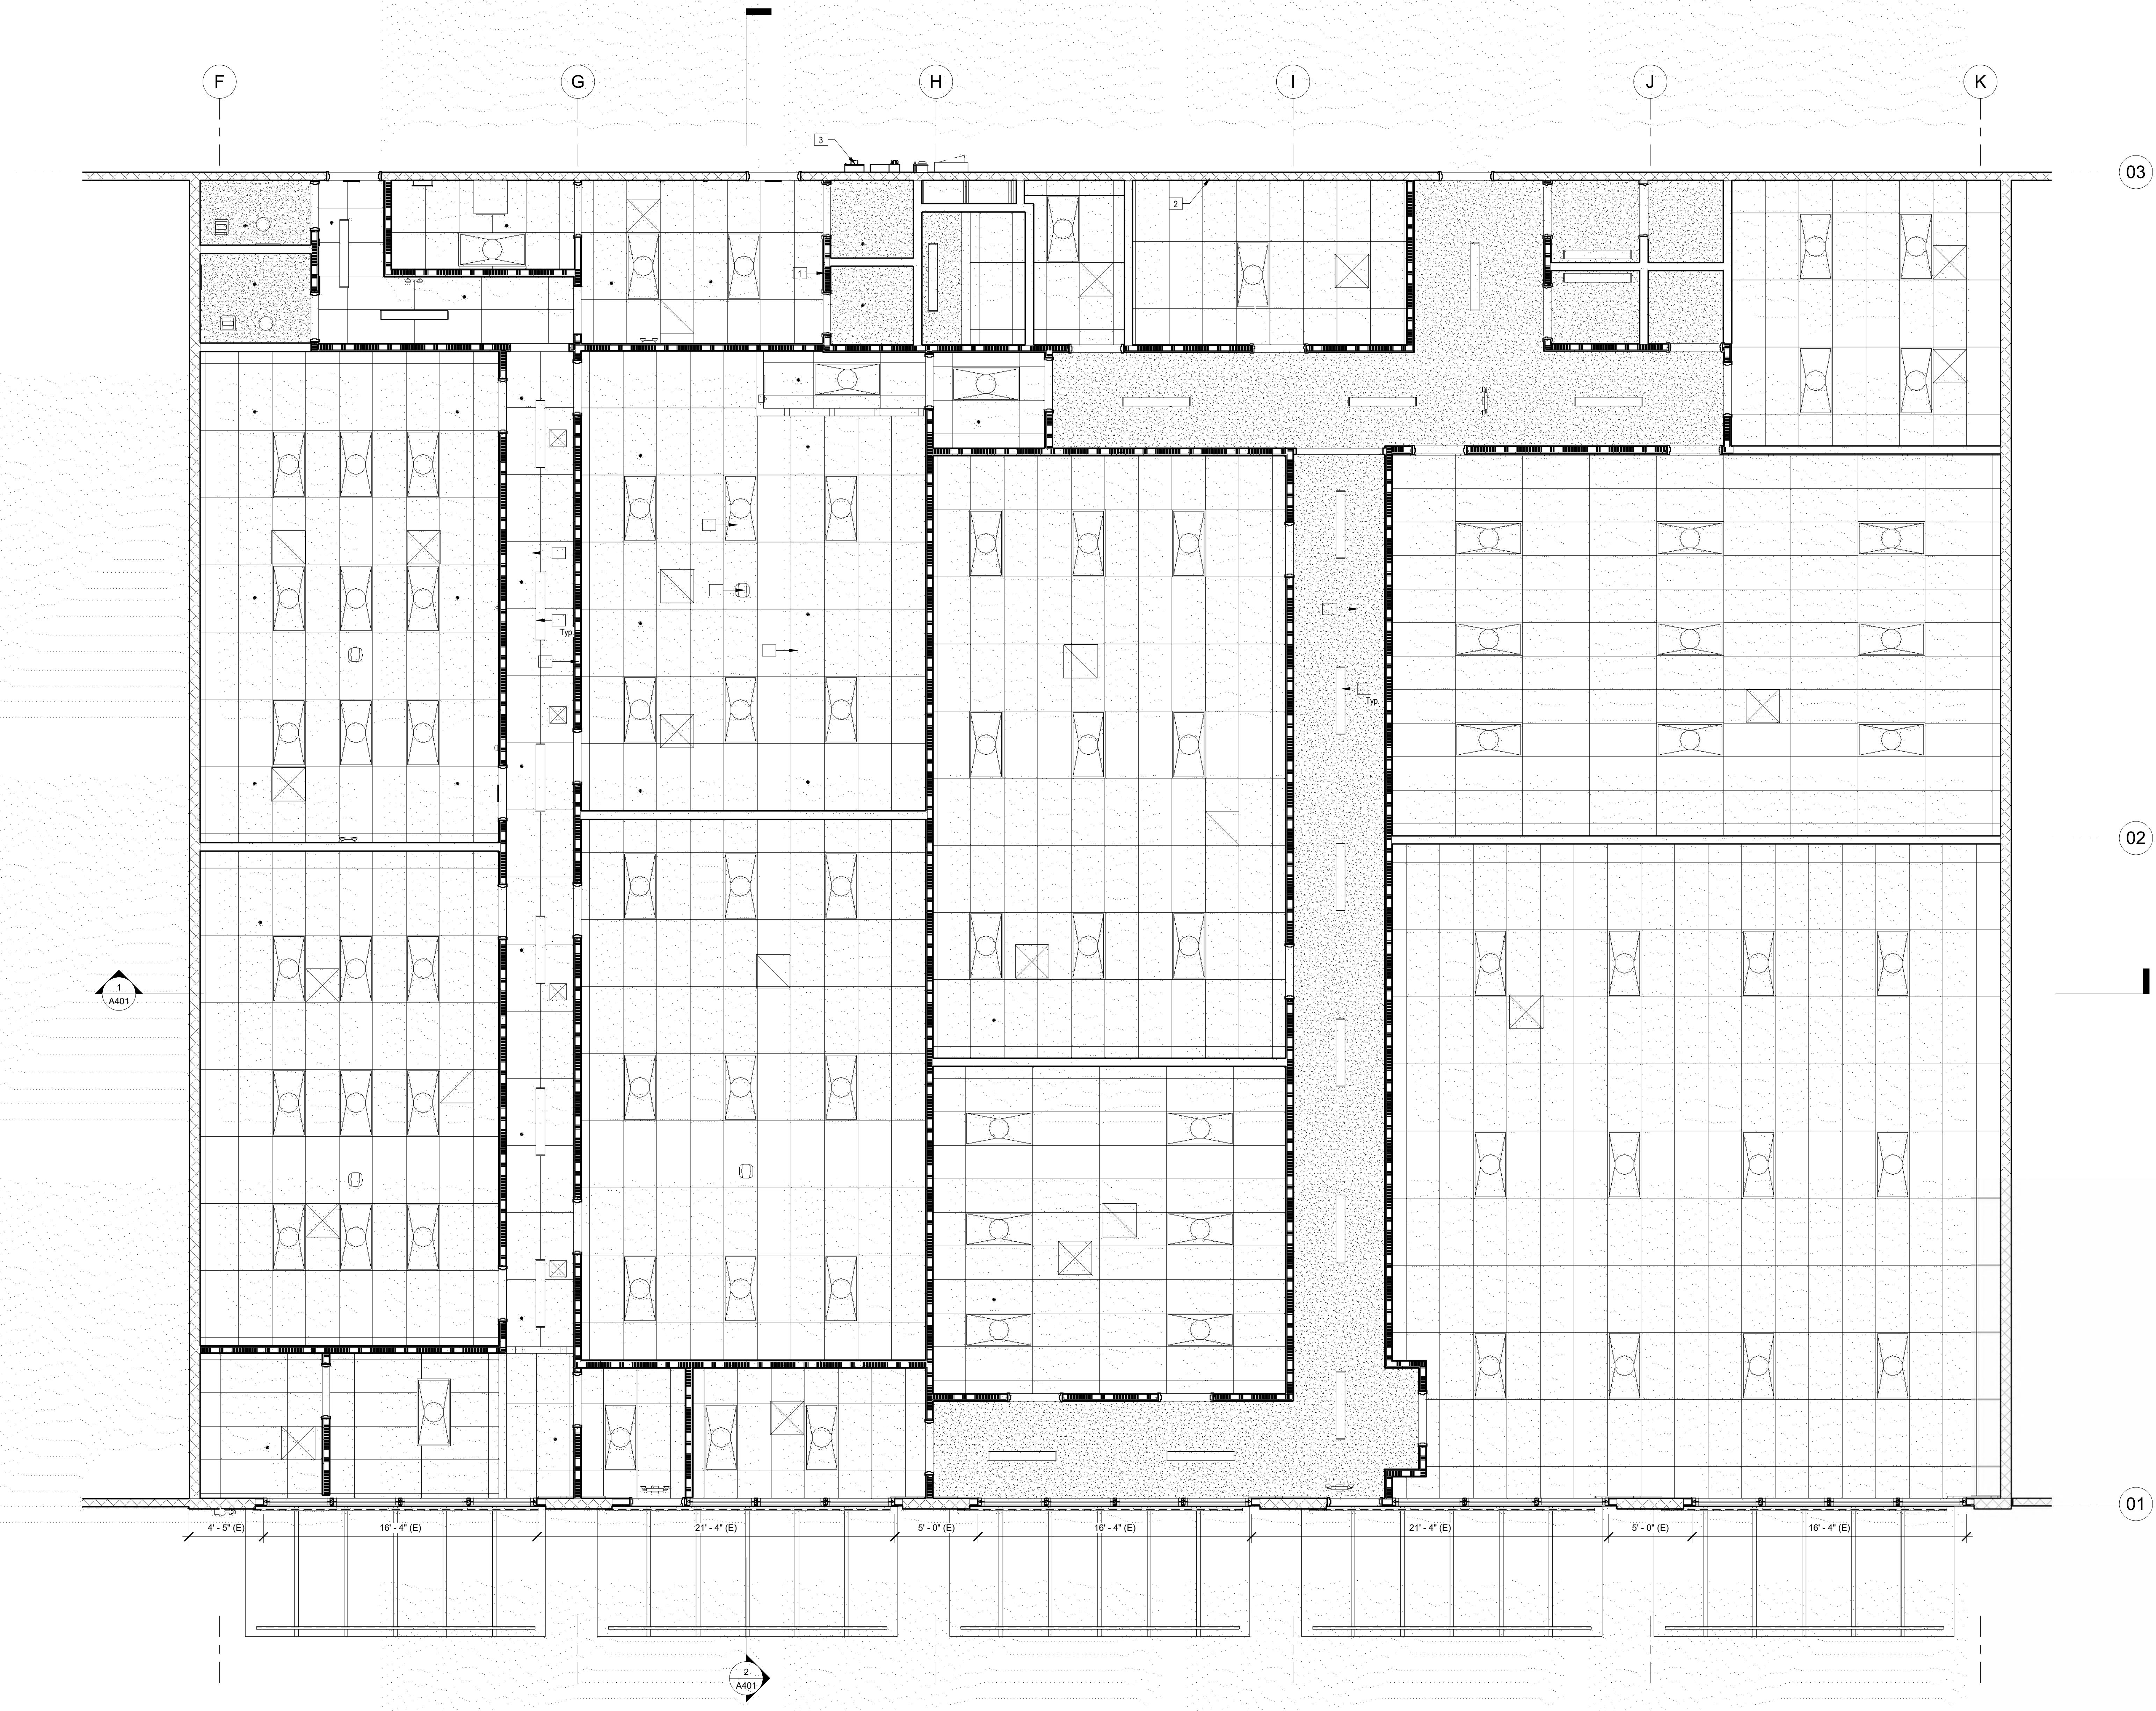 F
G
H
I
J
K
3
03
2
1
Typ.
Typ.
02
1
A401
01
4' - 5" (E)
16' - 4" (E)
21' - 4" (E)
5' - 0" (E)
16' - 4" (E)
21' - 4" (E)
5' - 0" (E)
16' - 4" (E)
2
A401